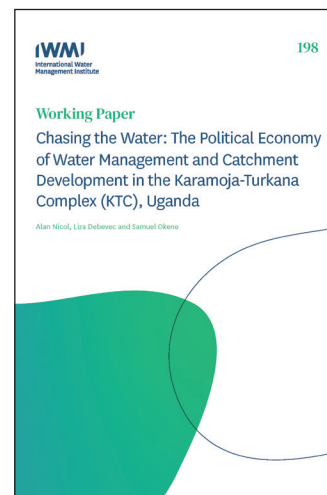 IWMI
International Water
Management Institute
198
Working Paper
Chasing the Water: The Political Economy
of Water Management and Catchment
Development in the Karamoja-Turkana
Complex (KTC), Uganda
Alan Nicol, Liza Debevec and Samuel Okene